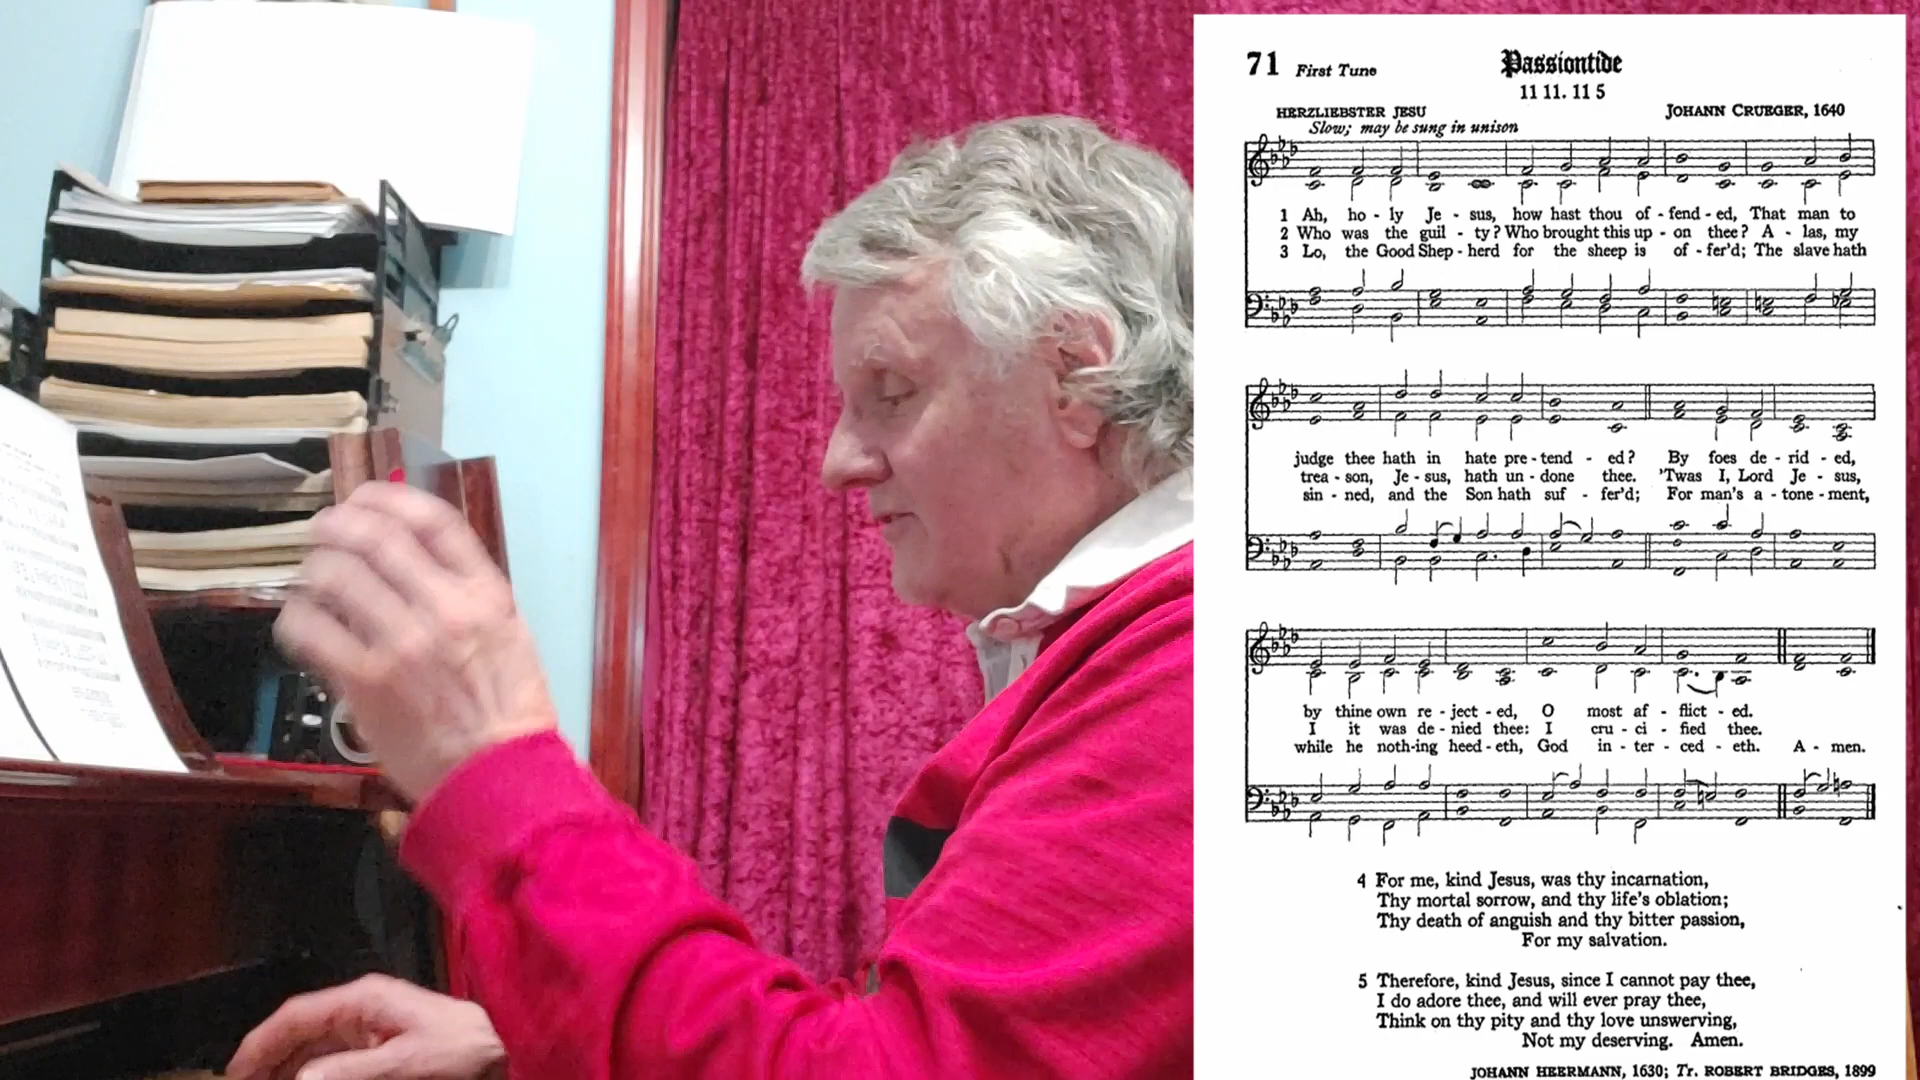 71 First Tune Passiontide
11 11. 11 5
HERZLIEBSTER JESU JOHANN CRUEGER, 1640
Slow; may be sung in unison
1 Ah, ho - ly Je - sus, how hast thou of - fend - ed, That man to
2 Who was the guil - ty? Who brought this up - on thee? A - las, my
3 Lo, the Good Shep - herd for the sheep is of - fer'd; The slave hath
judge thee hath in hate pre - tend - ed? By foes de - rid - ed,
trea - son, Je - sus, hath un - done thee. 'Twas I, Lord Je - sus,
sin - ned, and the Son hath suf - fer'd; For man's a - tone - ment,
by thine own re - ject - ed, O most af - flict - ed.
I it was de - nied thee: I cru - ci - fied thee.
while he noth-ing heed - eth, God in - ter - ced - eth. A - men.
4 For me, kind Jesus, was thy incarnation,
Thy mortal sorrow, and thy life's oblation;
Thy death of anguish and thy bitter passion,
For my salvation.
5 Therefore, kind Jesus, since I cannot pay thee,
I do adore thee, and will ever pray thee,
Think on thy pity and thy love unswerving,
Not my deserving. Amen.
JOHANN HEERMANN, 1630; Tr. ROBERT BRIDGES, 1899